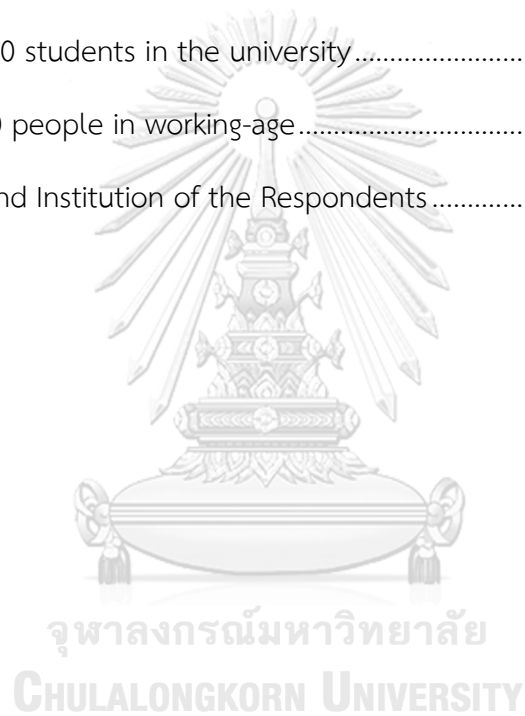 0 students in the university.......................
) people in working-age...............................
nd Institution of the Respondents.............
จุฬาลงกรณ์มหาวิทยาลัย
CHULALONGKORN UNIVERSITY